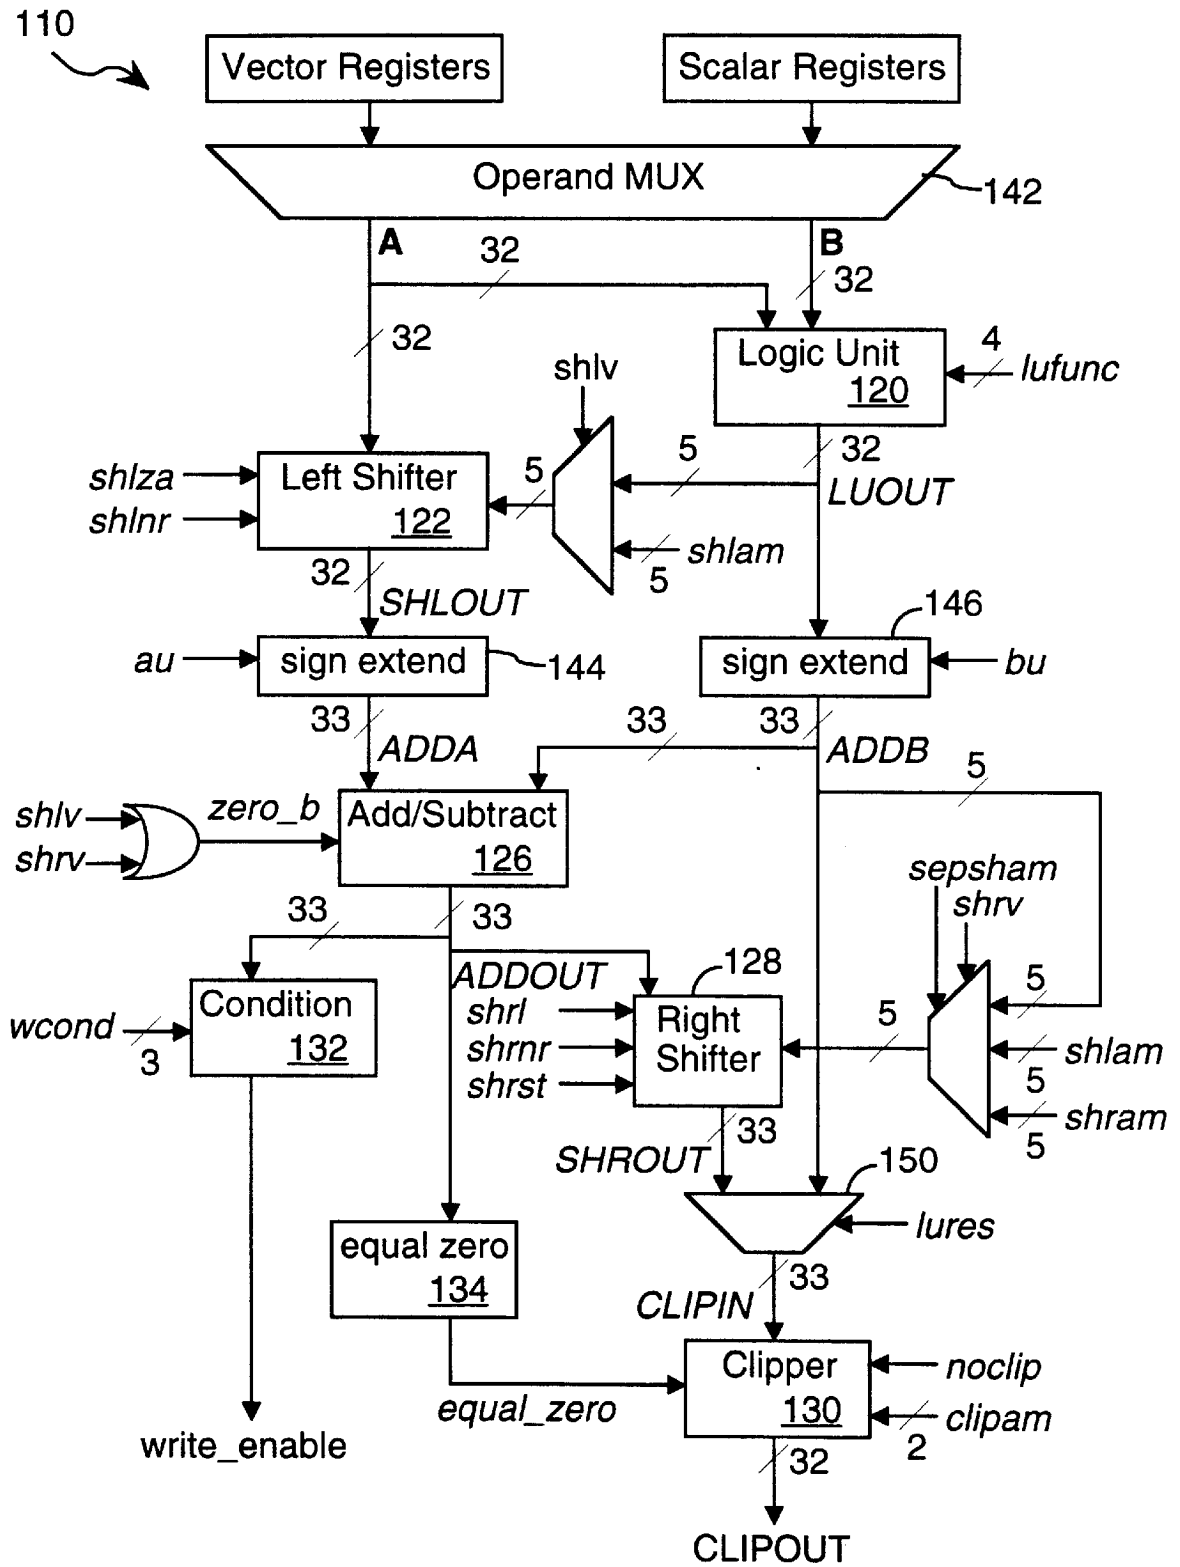 110
Vector Registers
Scalar Registers
Operand MUX
142
A
32
B
32
32
Logic Unit
120
4
lufunc
shlv
shlza
shlnr
Left Shifter
122
5
5
32
LUOUT
shlam
5
32
SHLOUT
146
au
sign extend
144
sign extend
bu
33
ADDA
33
33
ADDB
5
shlv
shrv
zero_b
Add/Subtract
126
sepsham
shrv
33
33
ADDOUT
128
Condition
132
wcond
3
shrl
shrnr
shrst
Right
Shifter
5
5
shlam
5
shram
5
33
SHROUT
150
lures
equal zero
134
33
CLIPIN
Clipper
130
noclip
clipam
2
equal_zero
write_enable
32
CLIPOUT